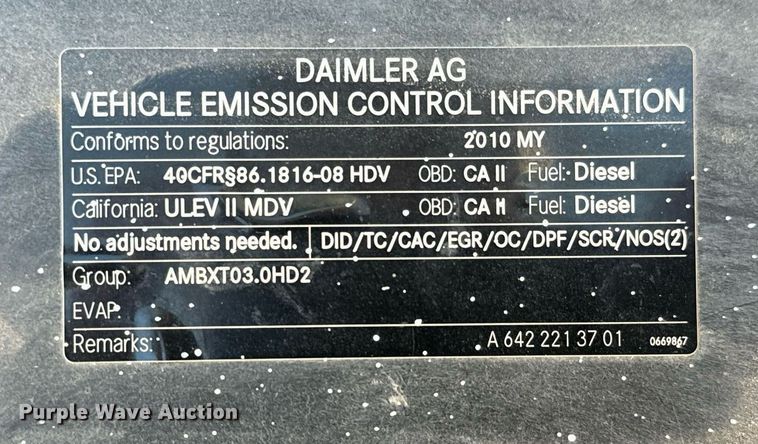 DAIMLER AG
VEHICLE EMISSION CONTROL INFORMATION
Conforms to regulations: 2010 MY
U.S. EPA: 40CFR§86.1816-08 HDV OBD: CA II Fuel: Diesel
California: ULEV II MDV OBD: CA II Fuel: Diesel
No adjustments needed. DID/TC/CAC/EGR/OC/DPF/SCR/NOS(2)
Group: AMBXT03.0HD2
EVAP:
Remarks: A 642 221 37 01 0669867
Purple Wave Auction